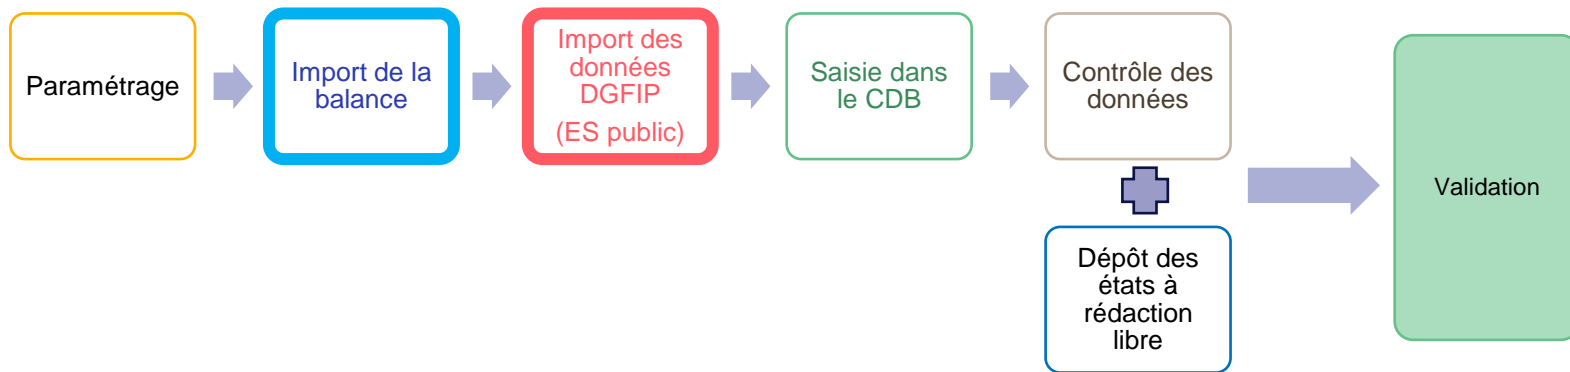 Paramétrage
Import de la
balance
Import des
données
DGFIP
(ES public)
Saisie dans
le CDB
Contrôle des
données
Dépôt des
états à
rédaction
libre
Validation